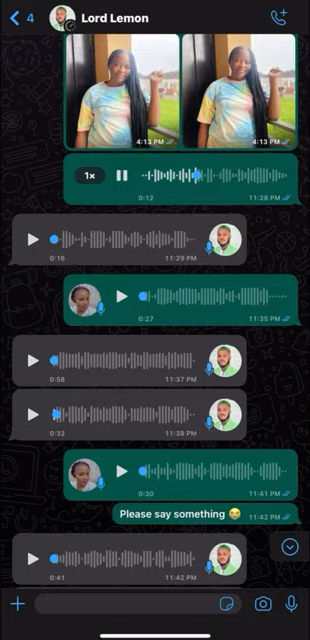 4
Lord Lemon
4:13 PM
4:13 PM
1×
0:12
11:28 PM
0:16
11:29 PM
0:27
11:35 PM
0:58
11:37 PM
0:32
11:38 PM
0:30
11:41 PM
Please say something 😭
11:42 PM
0:41
11:42 PM